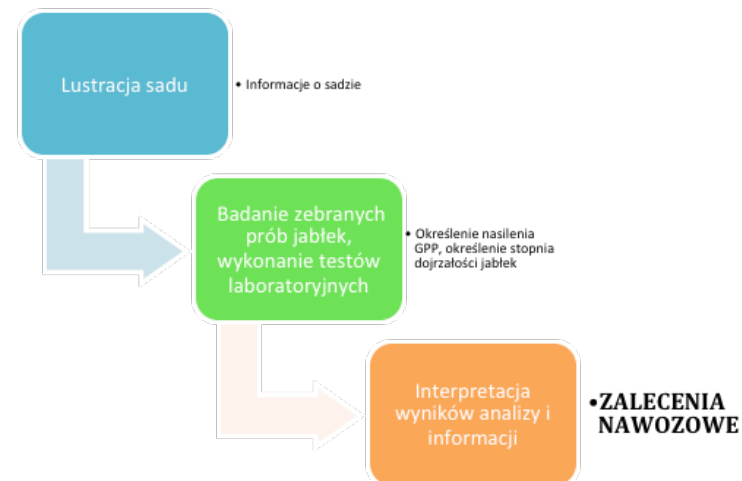 Lustracja sadu
• Informacje o sadzie
Badanie zebranych
prób jabłek,
wykonanie testów
laboratoryjnych
• Określenie nasilenia
GPP, określenie stopnia
dojrzałości jabłek
Interpretacja
wyników analizy i
informacji
•ZALECENIA
NAWOZOWE